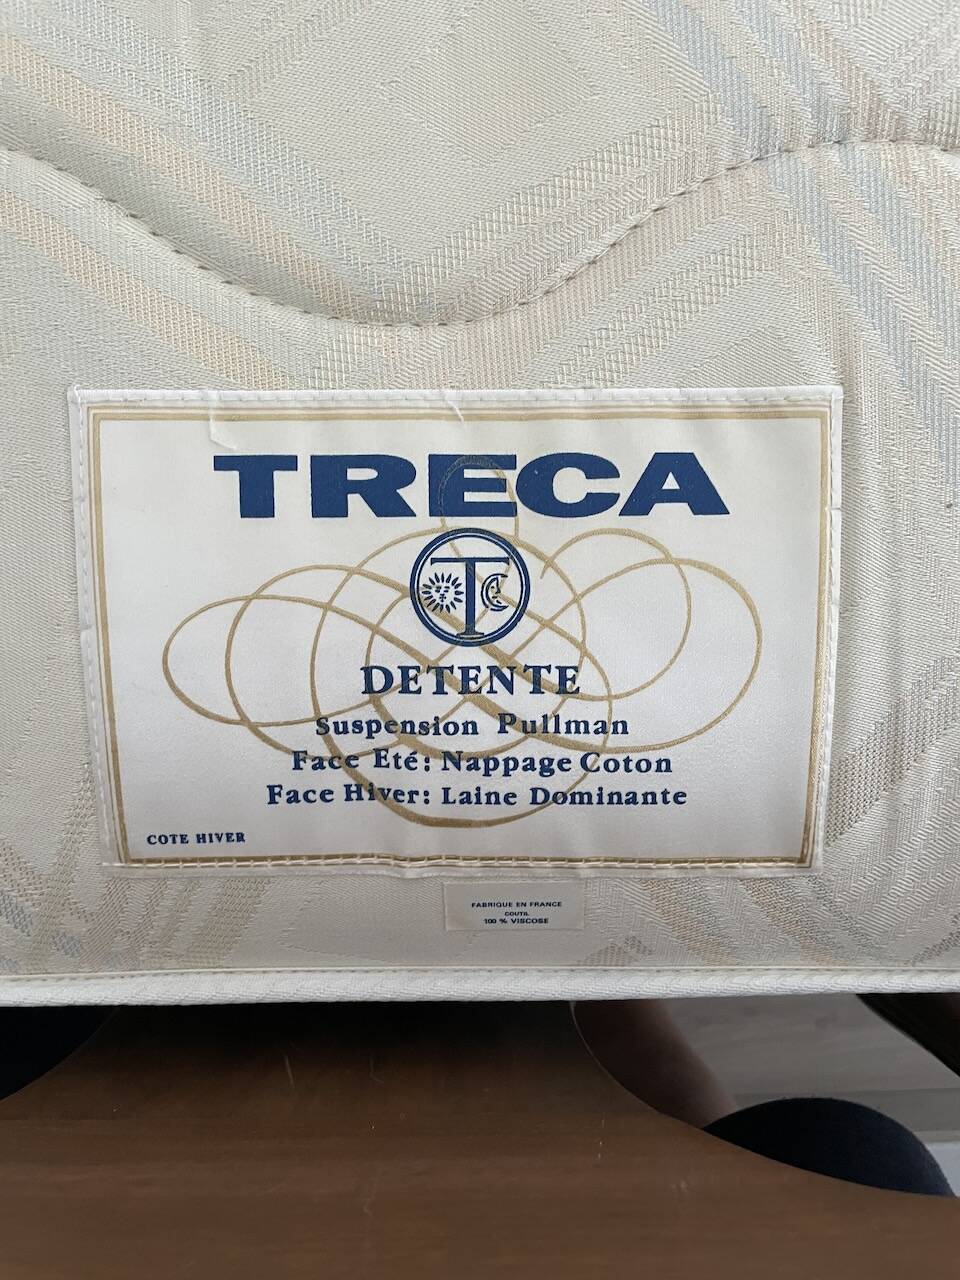 TRECA
T
DETENTE
Suspension Pullman
Face Eté: Nappage Coton
Face Hiver: Laine Dominante
COTE HIVER
FABRIQUE EN FRANCE
COUTIL
100 % VISCOSE